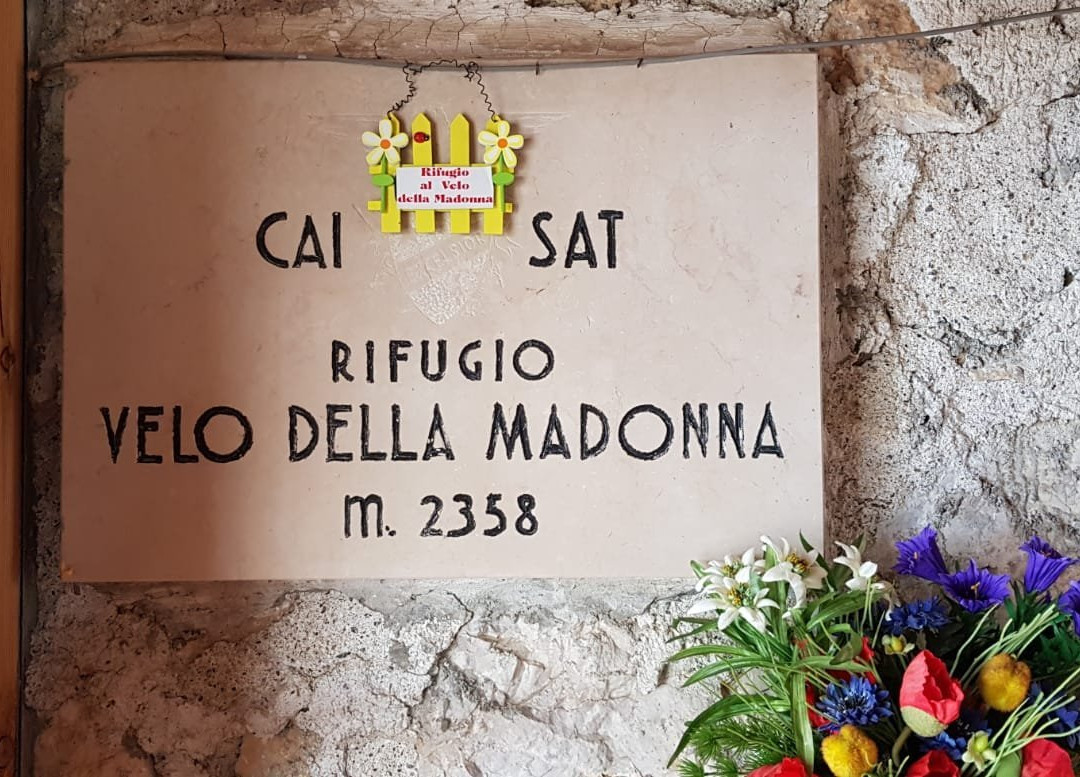 Rifugio
al Velo
della Madonna
CAI SAT
RIFUGIO
VELO DELLA MADONNA
m. 2358